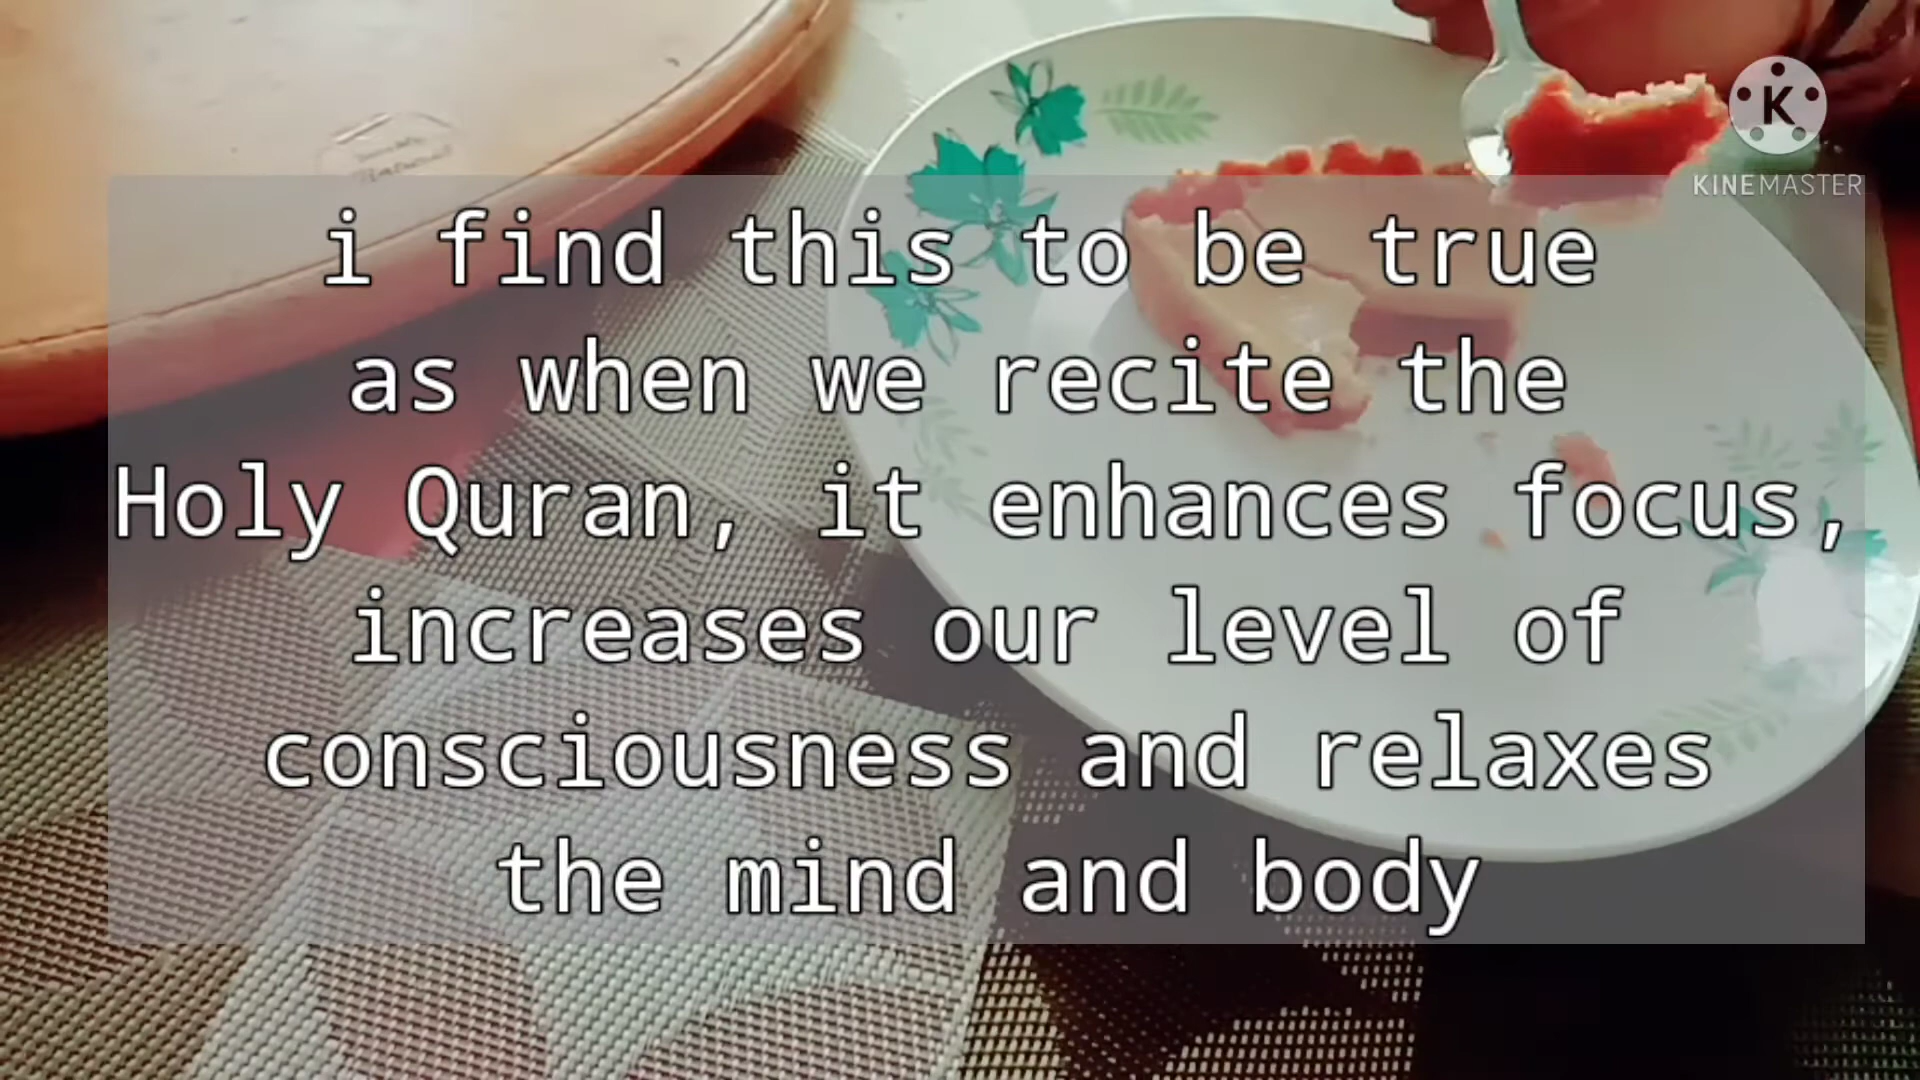 K
KINEMASTER
i find this to be true
as when we recite the
Holy Quran, it enhances focus,
increases our level of
consciousness and relaxes
the mind and body